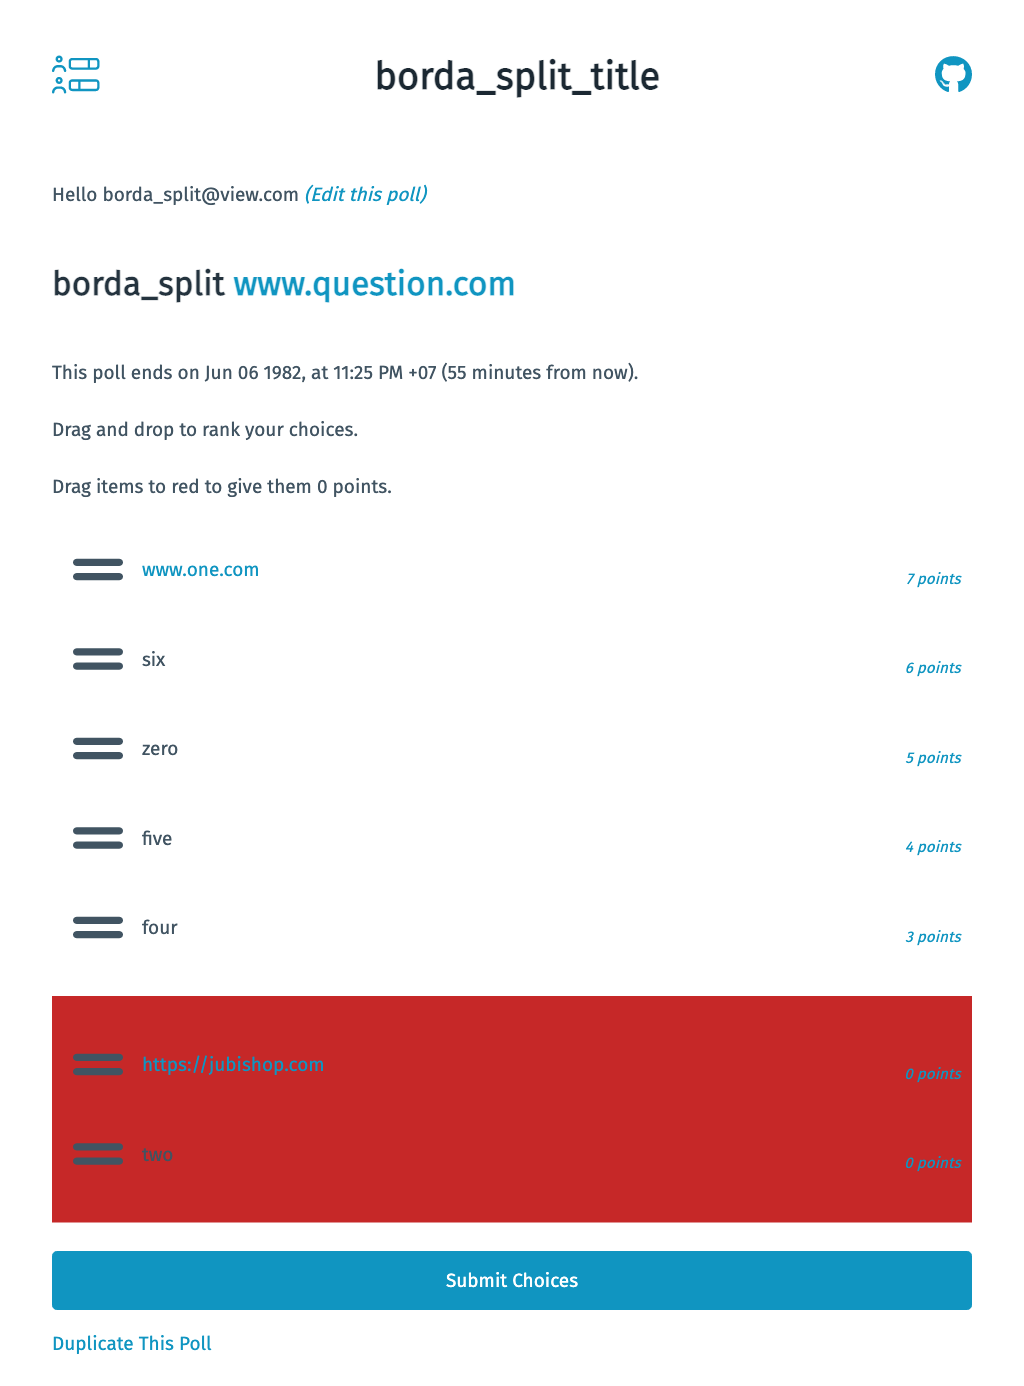 borda_split_title
Hello borda_split@view.com (Edit this poll)
borda_split www.question.com
This poll ends on Jun 06 1982, at 11:25 PM +07 (55 minutes from now).
Drag and drop to rank your choices.
Drag items to red to give them 0 points.
www.one.com 7 points
six 6 points
zero 5 points
five 4 points
four 3 points
https://jubishop.com 0 points
two 0 points
Submit Choices
Duplicate This Poll